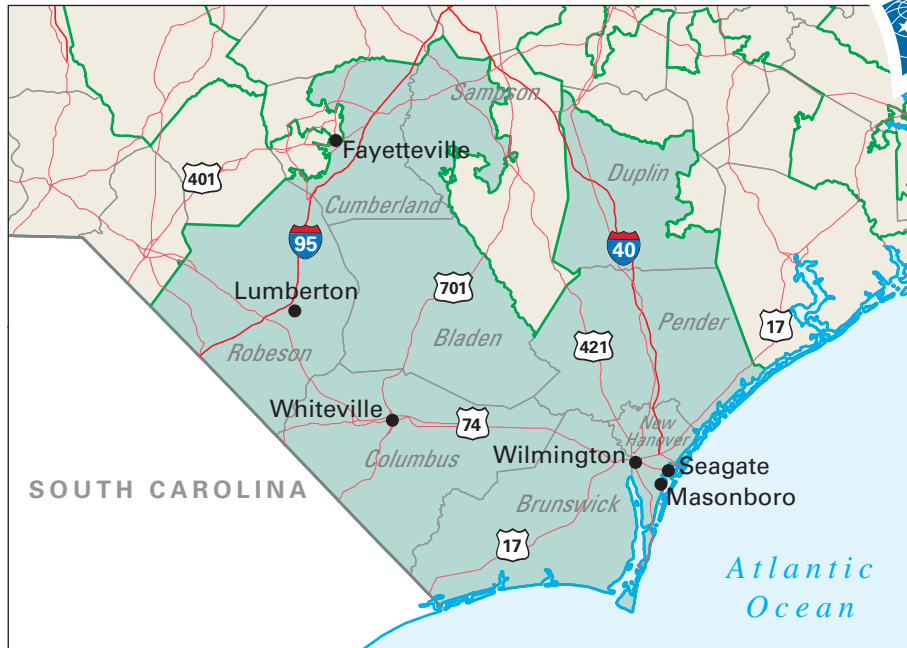 Sampson
Fayetteville
Duplin
401
Cumberland
95
40
701
Lumberton
Pender
17
421
Robeson
Bladen
Whiteville
74
New
Hanover
Columbus
Wilmington
Seagate
Masonboro
SOUTH CAROLINA
Brunswick
17
Atlantic
Ocean